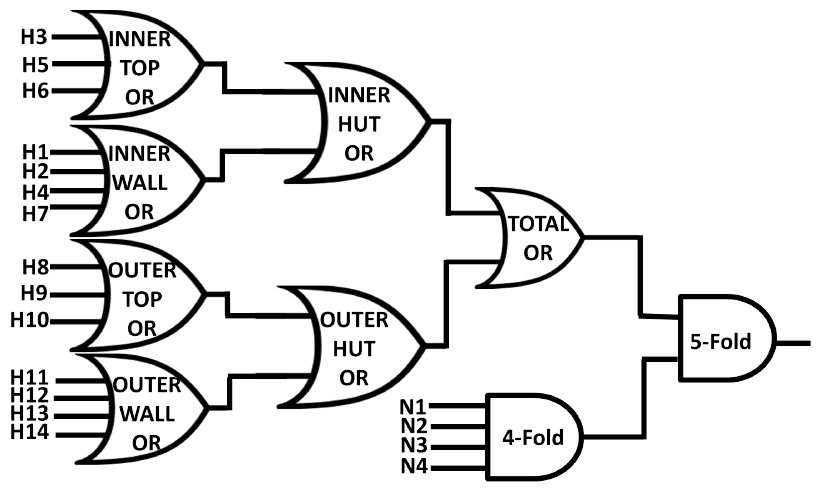 H3
H5
H6
INNER
TOP
OR
H1
H2
H4
H7
INNER
WALL
OR
H8
H9
H10
OUTER
TOP
OR
H11
H12
H13
H14
OUTER
WALL
OR
INNER
HUT
OR
OUTER
HUT
OR
TOTAL
OR
N1
N2
N3
N4
4-Fold
5-Fold